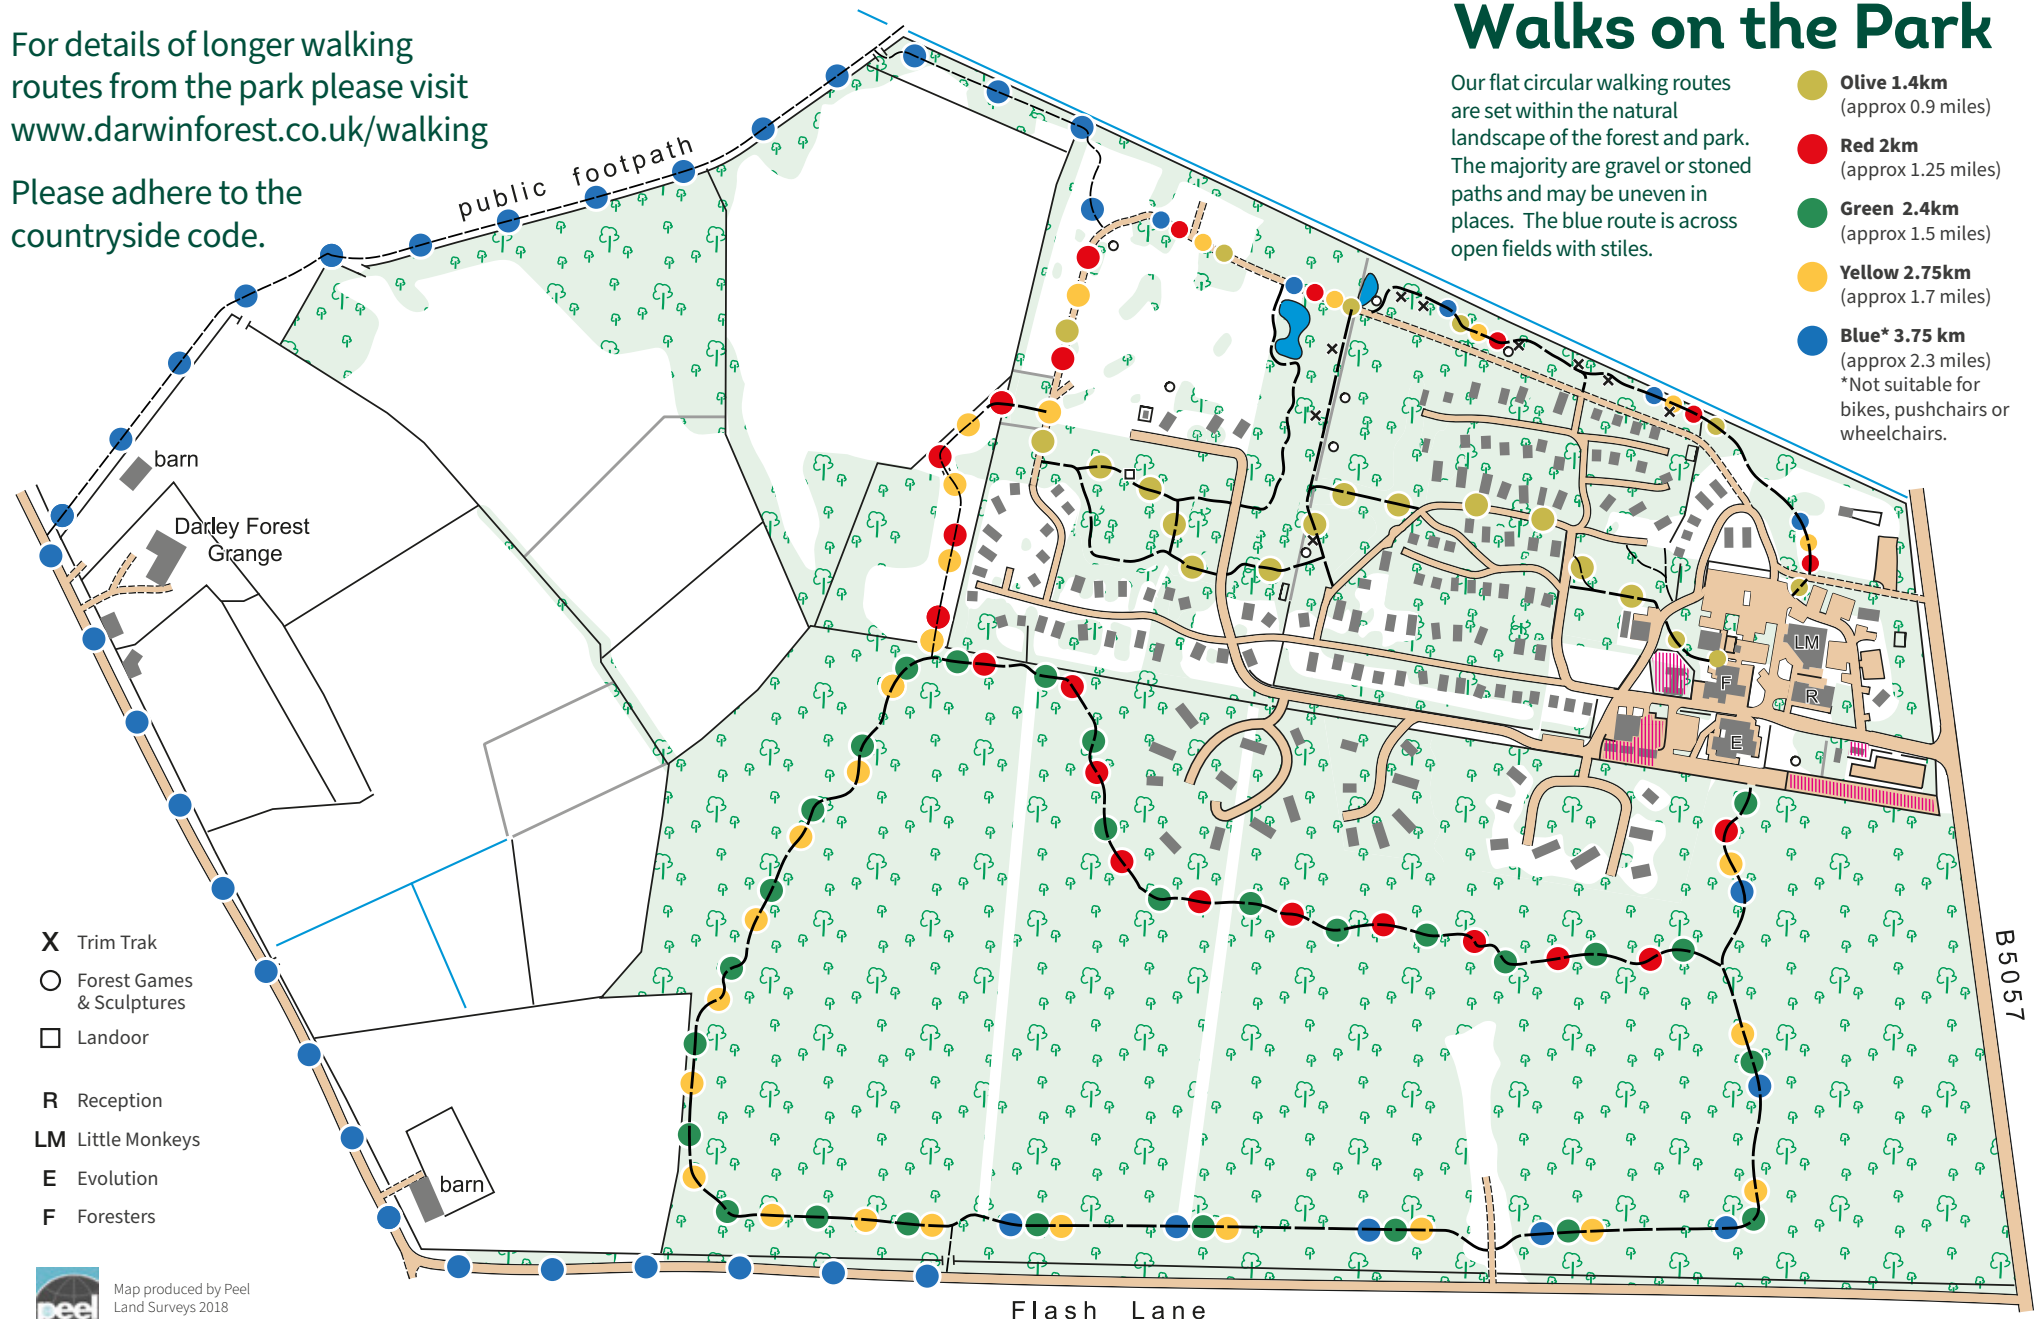 For details of longer walking
routes from the park please visit
www.darwinforest.co.uk/walking
Please adhere to the
countryside code.
Walks on the Park
Our flat circular walking routes
are set within the natural
landscape of the forest and park.
The majority are gravel or stoned
paths and may be uneven in
places. The blue route is across
open fields with stiles.
Olive 1.4km
(approx 0.9 miles)
Red 2km
(approx 1.25 miles)
Green 2.4km
(approx 1.5 miles)
Yellow 2.75km
(approx 1.7 miles)
Blue* 3.75 km
(approx 2.3 miles)
*Not suitable for
bikes, pushchairs or
wheelchairs.
public footpath
barn
Darley Forest
Grange
LM
F
R
E
B5057
X Trim Trak
Forest Games
& Sculptures
Landoor
R Reception
LM Little Monkeys
E Evolution
F Foresters
barn
peel
Map produced by Peel
Land Surveys 2018
Flash Lane